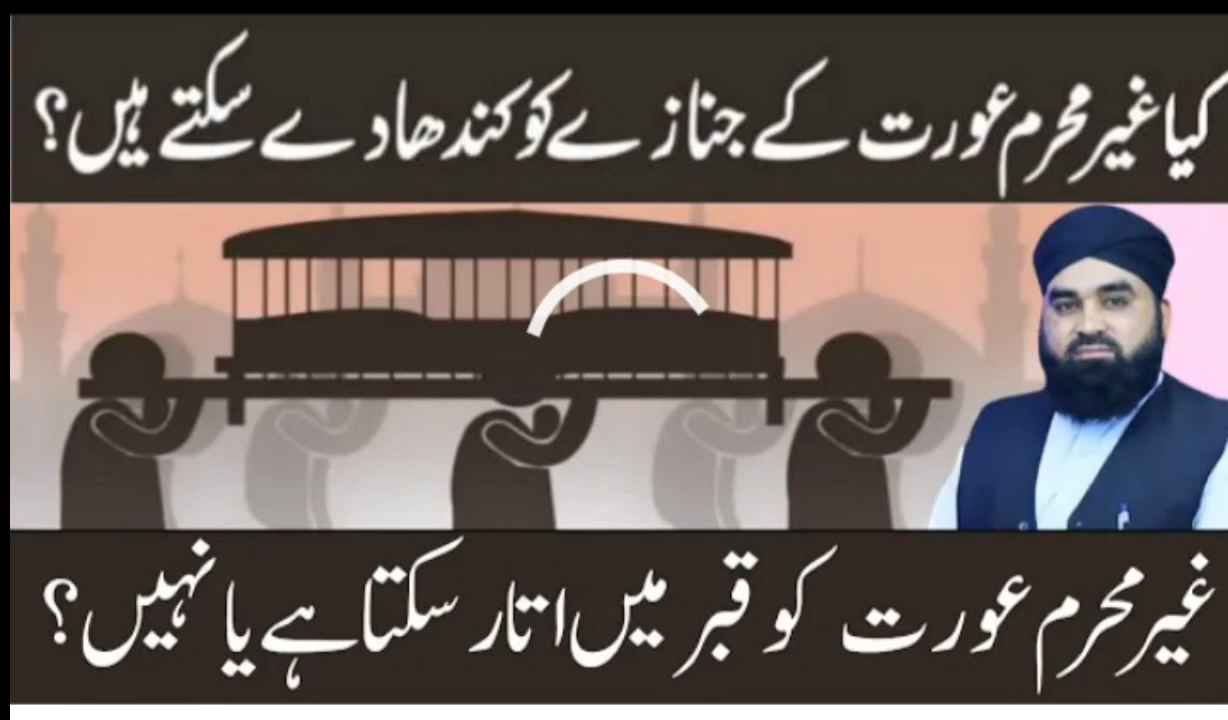 کیا غیر محرم عورت کے جنازے کو کندھا دے سکتے ہیں؟
غیر محرم عورت کو قبر میں اتار سکتا ہے یا نہیں؟